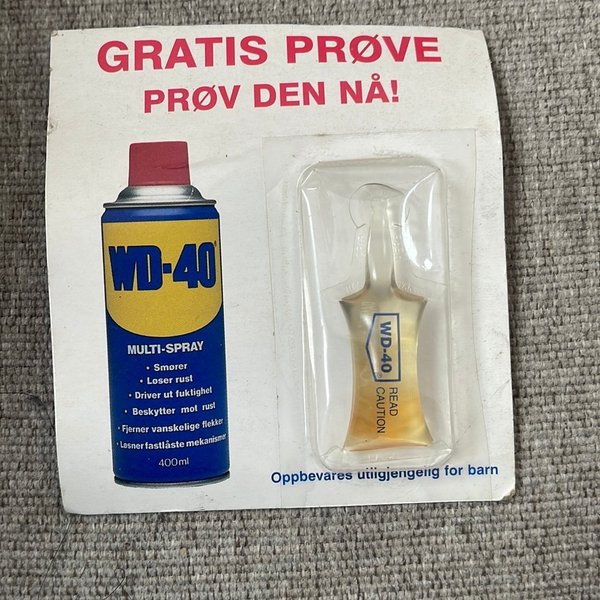 GRATIS PRØVE
PRØV DEN NÅ!
WD-40®
MULTI-SPRAY
• Smører
• Løser rust
• Driver ut fuktighet
• Beskytter mot rust
• Fjerner vanskelige flekker
• Løsner fastlåste mekanismer
400ml
WD-40®
READ
CAUTION
Oppbevares utilgjengelig for barn